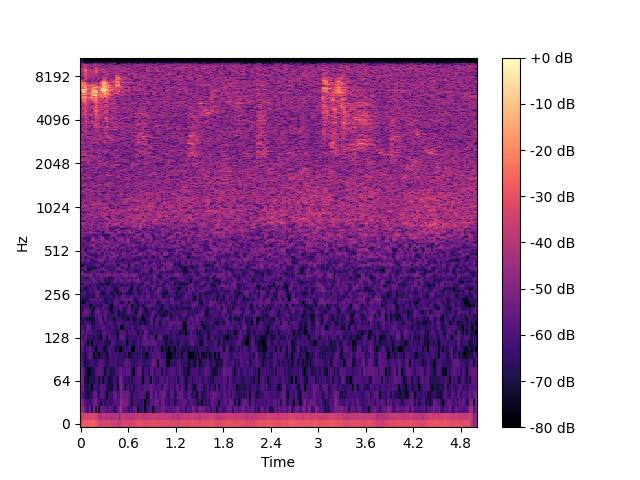 8192
4096
2048
1024
512
256
128
64
0
Hz
0 0.6 1.2 1.8 2.4 3 3.6 4.2 4.8
Time
+0 dB
-10 dB
-20 dB
-30 dB
-40 dB
-50 dB
-60 dB
-70 dB
-80 dB